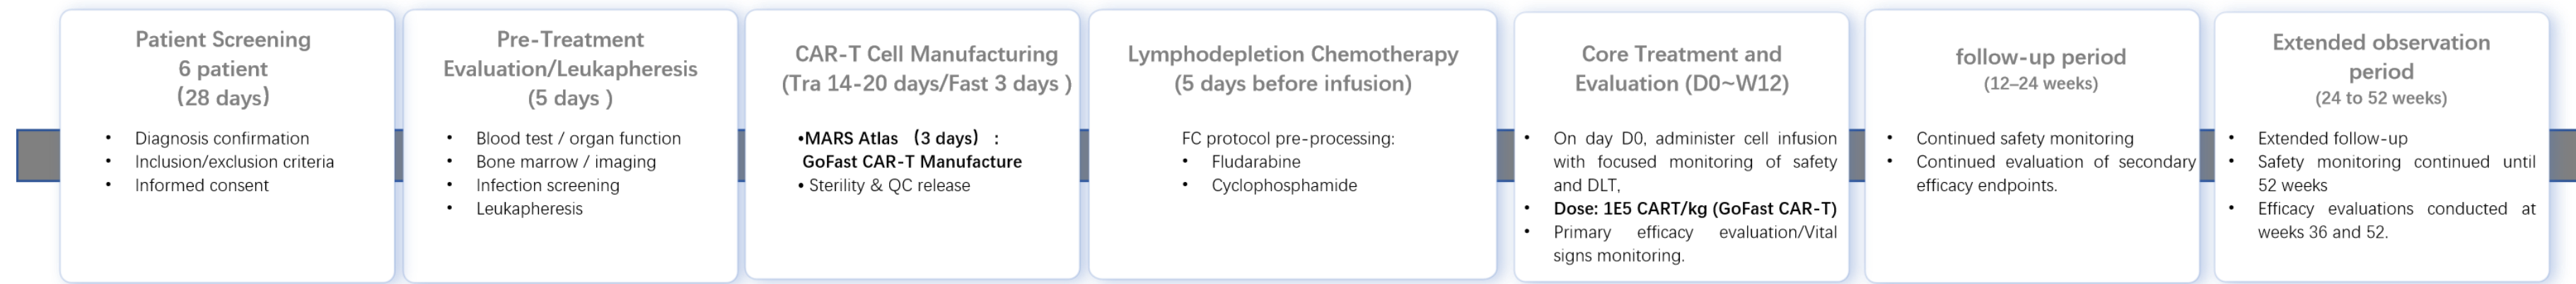 Patient Screening
6 patient
(28 days)
• Diagnosis confirmation
• Inclusion/exclusion criteria
• Informed consent
Pre-Treatment
Evaluation/Leukapheresis
(5 days )
• Blood test / organ function
• Bone marrow / imaging
• Infection screening
• Leukapheresis
CAR-T Cell Manufacturing
(Tra 14-20 days/Fast 3 days )
•MARS Atlas （3 days）:
GoFast CAR-T Manufacture
• Sterility & QC release
Lymphodepletion Chemotherapy
(5 days before infusion)
FC protocol pre-processing:
• Fludarabine
• Cyclophosphamide
Core Treatment and
Evaluation (D0~W12)
• On day D0, administer cell infusion
with focused monitoring of safety
and DLT,
• Dose: 1E5 CART/kg (GoFast CAR-T)
• Primary efficacy evaluation/Vital
signs monitoring.
follow-up period
(12–24 weeks)
• Continued safety monitoring
• Continued evaluation of secondary
efficacy endpoints.
Extended observation
period
(24 to 52 weeks)
• Extended follow-up
• Safety monitoring continued until
52 weeks
• Efficacy evaluations conducted at
weeks 36 and 52.